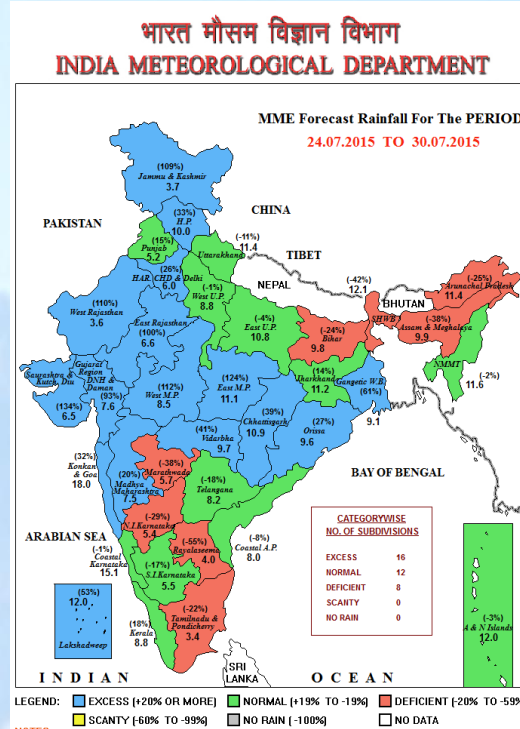 भारत मौसम विज्ञान विभाग
INDIA METEOROLOGICAL DEPARTMENT
MME Forecast Rainfall For The PERIOD
24.07.2015 TO 30.07.2015
(109%)
Jammu & Kashmir
3.7
CHINA
(33%)
H.P.
10.0
PAKISTAN
(15%)
Punjab
5.2
(-11%)
11.4
Uttarakhand
TIBET
(26%)
HAR. CHD & Delhi
6.0
(-1%)
West U.P.
8.8
NEPAL
(-42%)
12.1
SHWB
BHUTAN
(-25%)
Arunachal Pradesh
11.4
(110%)
West Rajasthan
3.6
East Rajasthan
(100%)
6.6
(-4%)
East U.P.
10.8
(-24%)
Bihar
9.8
(-38%)
Assam & Meghalaya
9.9
NMMT
(-2%)
11.6
Saurashtra &
Kutch, Diu
(134%)
6.5
Gujarat
Region
DNH &
Daman
(93%)
7.6
(112%)
West M.P.
8.5
(124%)
East M.P.
11.1
(14%)
Jharkhand
11.2
Gangetic W.B.
(61%)
9.1
(39%)
Chhattisgarh
10.9
(27%)
Orissa
9.6
(41%)
Vidarbha
9.7
(32%)
Konkan
& Goa
18.0
(20%)
Madhya
Maharashtra
7.5
(-38%)
Marathwada
5.7
(-18%)
Telangana
8.2
BAY OF BENGAL
(-29%)
N.I.Karnataka
5.4
(-55%)
Rayalaseema
4.0
(-8%)
Coastal A.P.
8.0
ARABIAN SEA
(-1%)
Coastal
Karnataka
15.1
(-17%)
S.I.Karnataka
5.5
(53%)
12.0
Lakshadweep
(18%)
Kerala
8.8
(-22%)
Tamilnadu &
Pondicherry
3.4
CATEGORYWISE
NO. OF SUBDIVISIONS
EXCESS 16
NORMAL 12
DEFICIENT 8
SCANTY 0
NO RAIN 0
(-3%)
A & N Islands
12.0
SRI
LANKA
INDIAN OCEAN
LEGEND: EXCESS (+20% OR MORE) NORMAL (+19% TO -19%) DEFICIENT (-20% TO -59%
SCANTY (-60% TO -99%) NO RAIN (-100%) NO DATA